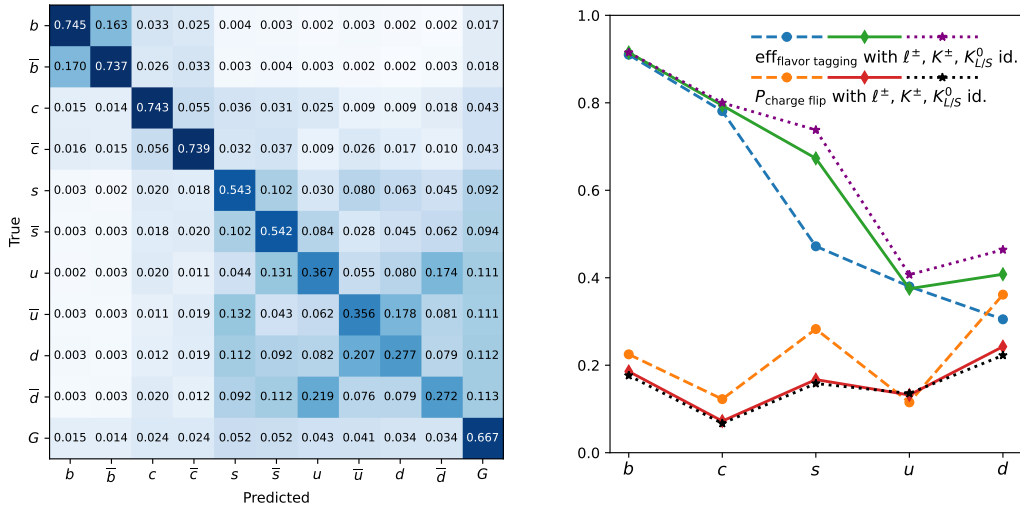 b 0.745 0.163 0.033 0.025 0.004 0.003 0.002 0.003 0.002 0.002 0.017
b̅ 0.170 0.737 0.026 0.033 0.003 0.004 0.003 0.002 0.002 0.003 0.018
c 0.015 0.014 0.743 0.055 0.036 0.031 0.025 0.009 0.009 0.018 0.043
c̅ 0.016 0.015 0.056 0.739 0.032 0.037 0.009 0.026 0.017 0.010 0.043
s 0.003 0.002 0.020 0.018 0.543 0.102 0.030 0.080 0.063 0.045 0.092
s̅ 0.003 0.003 0.018 0.020 0.102 0.542 0.084 0.028 0.045 0.062 0.094
u 0.002 0.003 0.020 0.011 0.044 0.131 0.367 0.055 0.080 0.174 0.111
u̅ 0.003 0.003 0.011 0.019 0.132 0.043 0.062 0.356 0.178 0.081 0.111
d 0.003 0.003 0.012 0.019 0.112 0.092 0.082 0.207 0.277 0.079 0.112
d̅ 0.003 0.003 0.020 0.012 0.092 0.112 0.219 0.076 0.079 0.272 0.113
G 0.015 0.014 0.024 0.024 0.052 0.052 0.043 0.041 0.034 0.034 0.667
b b̅ c c̅ s s̅ u u̅ d d̅ G
True
Predicted
1.0
0.8
0.6
0.4
0.2
0.0
eff_flavor tagging with ℓ±, K±, K⁰_L/S id.
P_charge flip with ℓ±, K±, K⁰_L/S id.
b c s u d